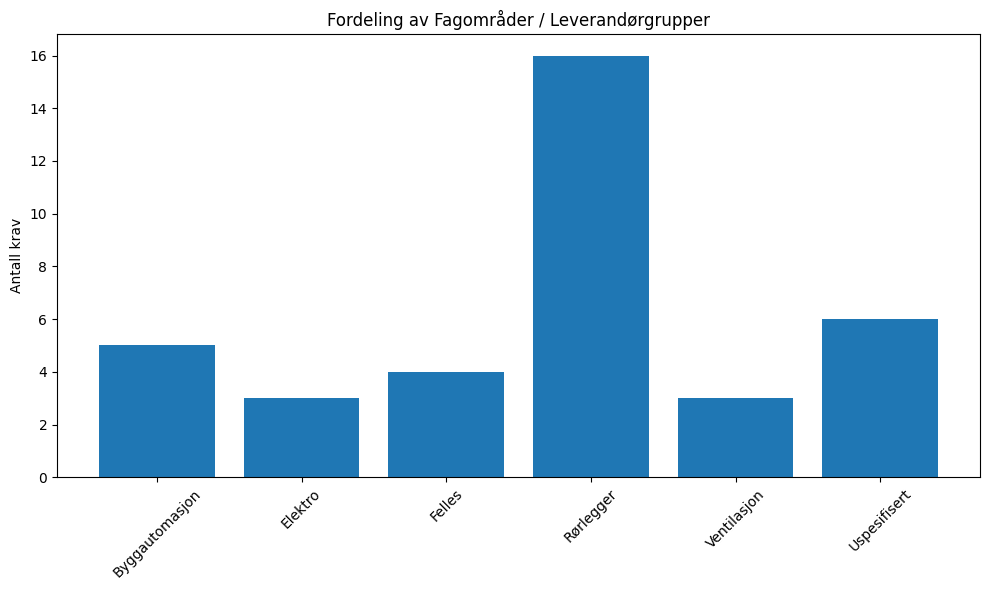 Fordeling av Fagområder / Leverandørgrupper
Antall krav
16
14
12
10
8
6
4
2
0
Byggautomasjon
Elektro
Felles
Rørlegger
Ventilasjon
Uspesifisert